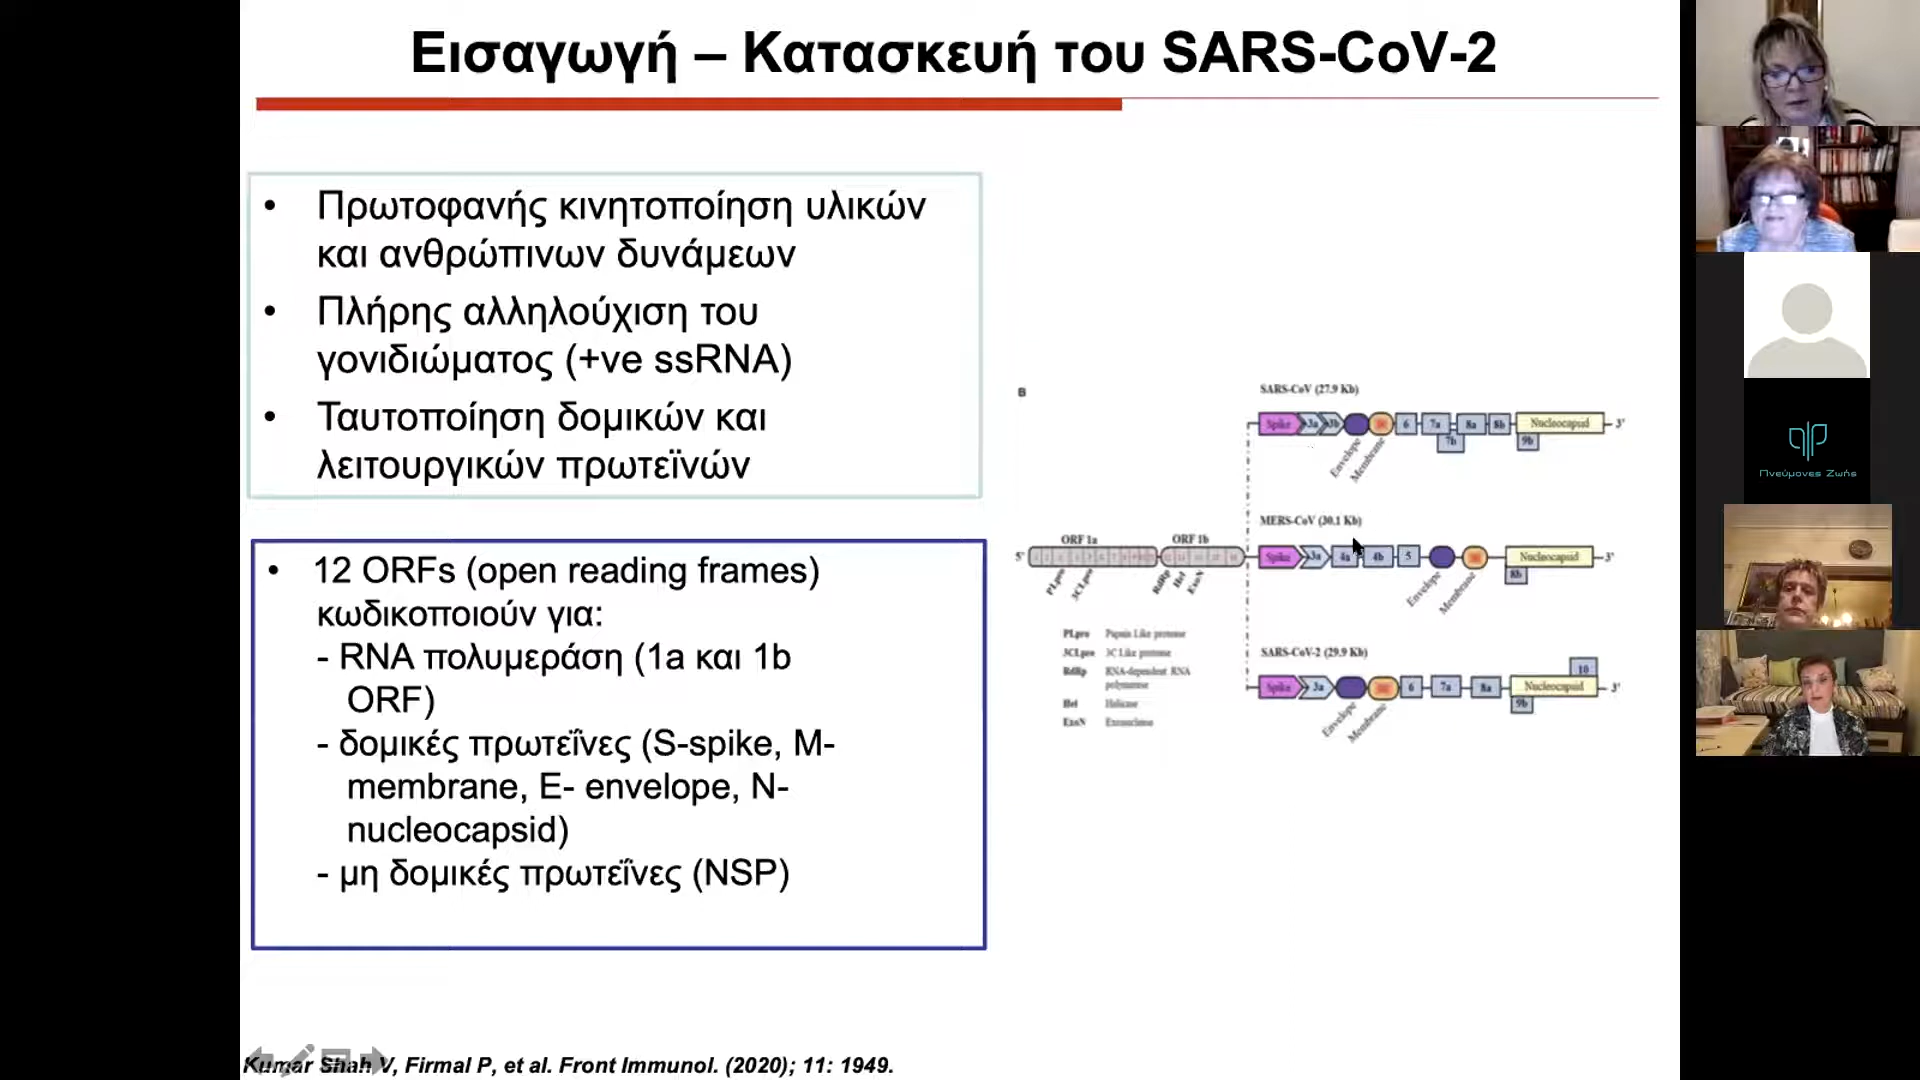 Εισαγωγή – Κατασκευή του SARS-CoV-2
• Πρωτοφανής κινητοποίηση υλικών
και ανθρώπινων δυνάμεων
• Πλήρης αλληλούχιση του
γονιδιώματος (+ve ssRNA)
• Ταυτοποίηση δομικών και
λειτουργικών πρωτεϊνών
• 12 ORFs (open reading frames)
κωδικοποιούν για:
- RNA πολυμεράση (1a και 1b
ORF)
- δομικές πρωτεΐνες (S-spike, M-
membrane, E- envelope, N-
nucleocapsid)
- μη δομικές πρωτεΐνες (NSP)
B
SARS-CoV (27.9 Kb)
Spike 3a 3b 6 7a 8a 8b Nucleocapsid 3'
7b 9b
Envelope
Membrane
MERS-CoV (30.1 Kb)
ORF 1a ORF 1b
5' Spike 3a 4a 4b 5 Nucleocapsid 3'
8b
PLpro 3CLpro RdRp Hel ExoN
Envelope
Membrane
PLpro Papain Like protease
3CLpro 3C Like protease
RdRp RNA-dependent RNA
polymerase
Hel Helicase
ExoN Exonuclease
SARS-CoV-2 (29.9 Kb)
10
Spike 3a 6 7a 8a Nucleocapsid 3'
9b
Envelope
Membrane
Kumar Shah V, Firmal P, et al. Front Immunol. (2020); 11: 1949.
Πνεύμονες Ζωής